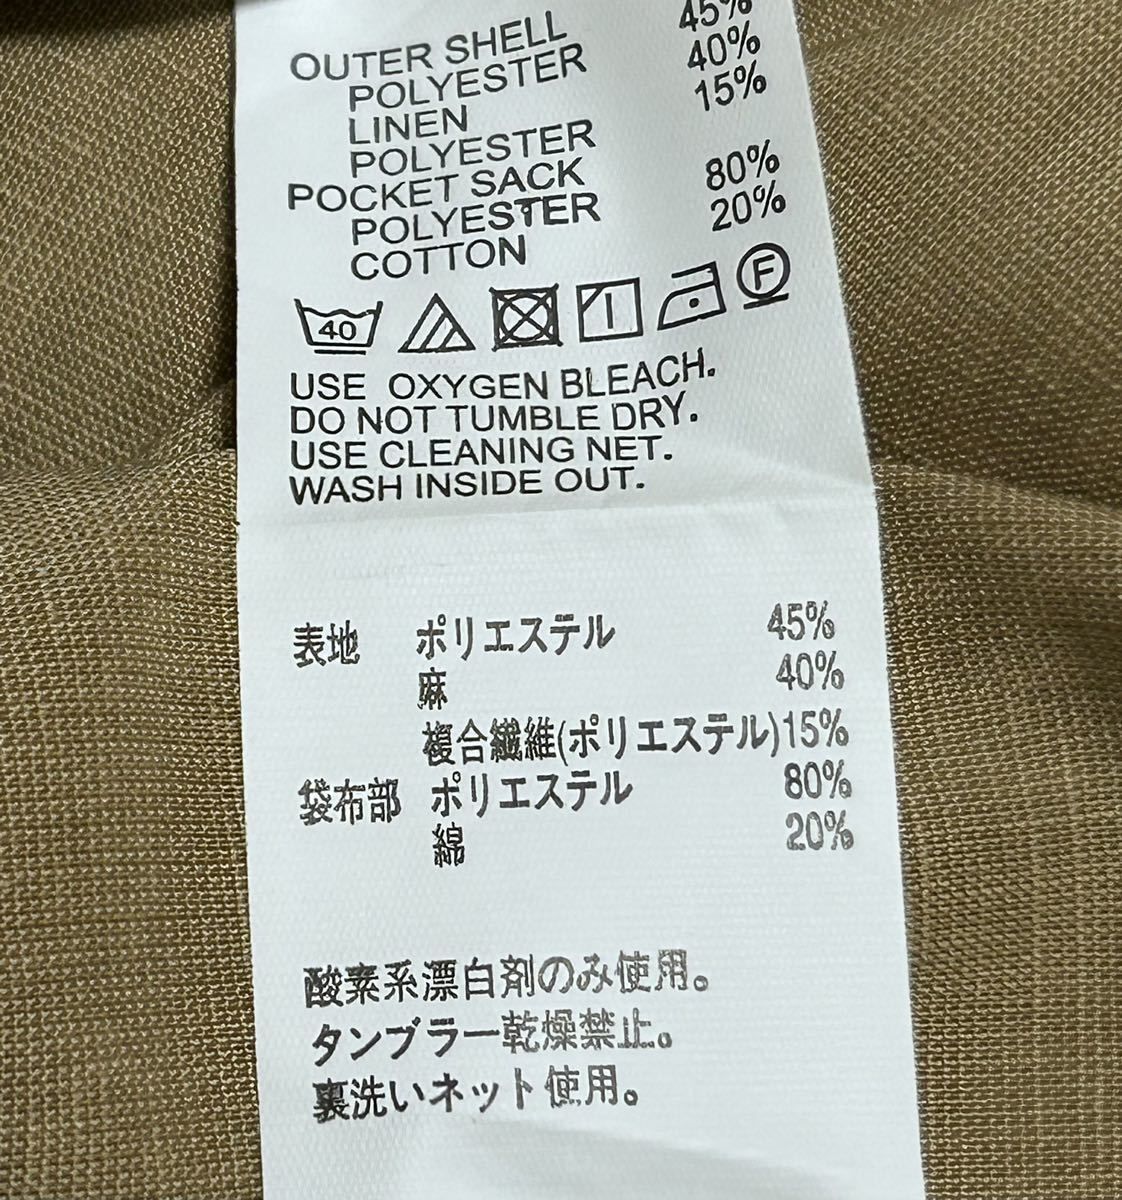 OUTER SHELL
POLYESTER 45%
LINEN 40%
POLYESTER 15%
POCKET SACK
POLYESTER 80%
COTTON 20%
40 F
USE OXYGEN BLEACH.
DO NOT TUMBLE DRY.
USE CLEANING NET.
WASH INSIDE OUT.
表地 ポリエステル 45%
麻 40%
複合繊維(ポリエステル)15%
袋布部 ポリエステル 80%
綿 20%
酸素系漂白剤のみ使用。
タンブラー乾燥禁止。
裏洗いネット使用。